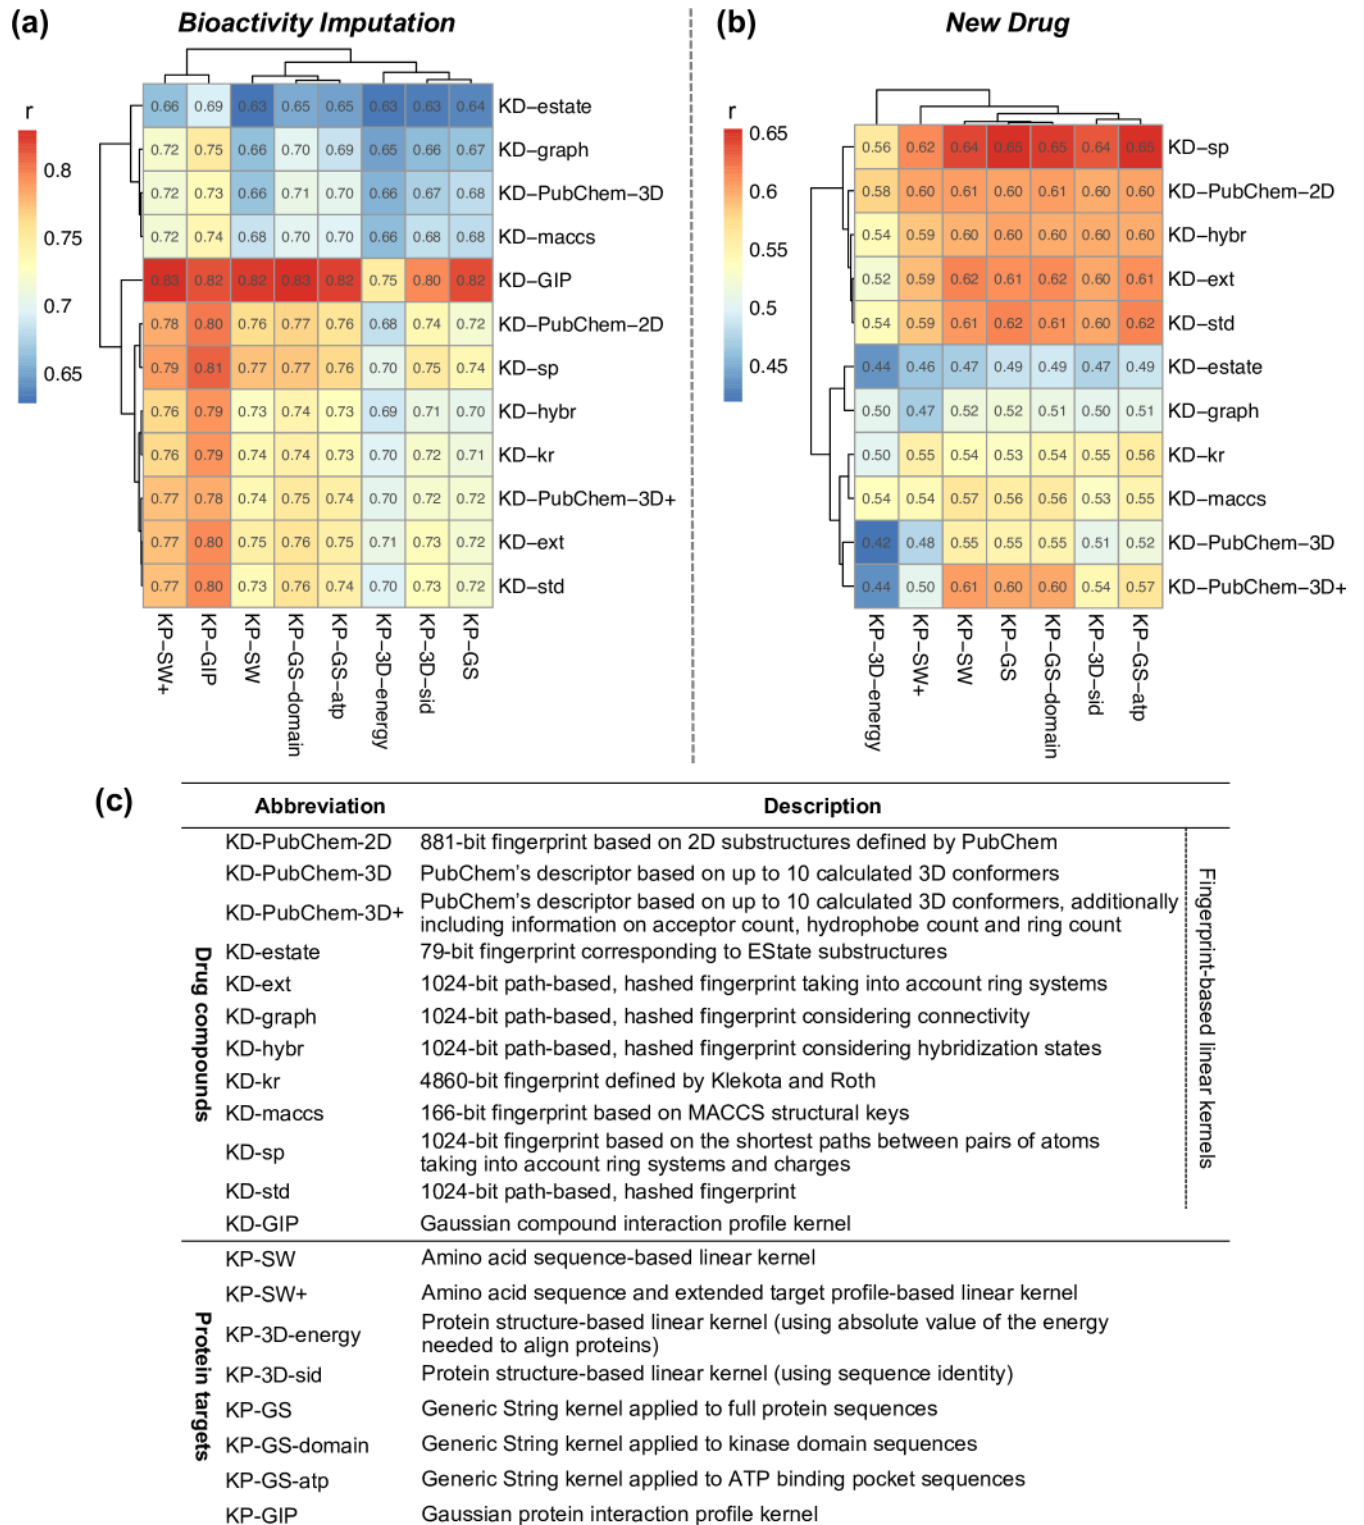 (a)
Bioactivity Imputation
r
0.8
0.75
0.7
0.65
0.66 0.69 0.63 0.65 0.65 0.63 0.63 0.64 KD-estate
0.72 0.75 0.66 0.70 0.69 0.65 0.66 0.67 KD-graph
0.72 0.73 0.66 0.71 0.70 0.66 0.67 0.68 KD-PubChem-3D
0.72 0.74 0.68 0.70 0.70 0.66 0.68 0.68 KD-maccs
0.83 0.82 0.82 0.83 0.82 0.75 0.80 0.82 KD-GIP
0.78 0.80 0.76 0.77 0.76 0.68 0.74 0.72 KD-PubChem-2D
0.79 0.81 0.77 0.77 0.76 0.70 0.75 0.74 KD-sp
0.76 0.79 0.73 0.74 0.73 0.69 0.71 0.70 KD-hybr
0.76 0.79 0.74 0.74 0.73 0.70 0.72 0.71 KD-kr
0.77 0.78 0.74 0.75 0.74 0.70 0.72 0.72 KD-PubChem-3D+
0.77 0.80 0.75 0.76 0.75 0.71 0.73 0.72 KD-ext
0.77 0.80 0.73 0.76 0.74 0.70 0.73 0.72 KD-std
KP-SW+
KP-GIP
KP-SW
KP-GS-domain
KP-GS-atp
KP-3D-energy
KP-3D-sid
KP-GS
(b)
New Drug
r
0.65
0.6
0.55
0.5
0.45
0.56 0.62 0.64 0.65 0.65 0.64 0.65 KD-sp
0.58 0.60 0.61 0.60 0.61 0.60 0.60 KD-PubChem-2D
0.54 0.59 0.60 0.60 0.60 0.60 0.60 KD-hybr
0.52 0.59 0.62 0.61 0.62 0.60 0.61 KD-ext
0.54 0.59 0.61 0.62 0.61 0.60 0.62 KD-std
0.44 0.46 0.47 0.49 0.49 0.47 0.49 KD-estate
0.50 0.47 0.52 0.52 0.51 0.50 0.51 KD-graph
0.50 0.55 0.54 0.53 0.54 0.55 0.56 KD-kr
0.54 0.54 0.57 0.56 0.56 0.53 0.55 KD-maccs
0.42 0.48 0.55 0.55 0.55 0.51 0.52 KD-PubChem-3D
0.44 0.50 0.61 0.60 0.60 0.54 0.57 KD-PubChem-3D+
KP-3D-energy
KP-SW+
KP-SW
KP-GS
KP-GS-domain
KP-3D-sid
KP-GS-atp
(c)
Abbreviation Description
Drug compounds
KD-PubChem-2D 881-bit fingerprint based on 2D substructures defined by PubChem
KD-PubChem-3D PubChem's descriptor based on up to 10 calculated 3D conformers
KD-PubChem-3D+ PubChem's descriptor based on up to 10 calculated 3D conformers, additionally
including information on acceptor count, hydrophobe count and ring count
KD-estate 79-bit fingerprint corresponding to EState substructures
KD-ext 1024-bit path-based, hashed fingerprint taking into account ring systems
KD-graph 1024-bit path-based, hashed fingerprint considering connectivity
KD-hybr 1024-bit path-based, hashed fingerprint considering hybridization states
KD-kr 4860-bit fingerprint defined by Klekota and Roth
KD-maccs 166-bit fingerprint based on MACCS structural keys
KD-sp 1024-bit fingerprint based on the shortest paths between pairs of atoms
taking into account ring systems and charges
KD-std 1024-bit path-based, hashed fingerprint
KD-GIP Gaussian compound interaction profile kernel
Fingerprint-based linear kernels
Protein targets
KP-SW Amino acid sequence-based linear kernel
KP-SW+ Amino acid sequence and extended target profile-based linear kernel
KP-3D-energy Protein structure-based linear kernel (using absolute value of the energy
needed to align proteins)
KP-3D-sid Protein structure-based linear kernel (using sequence identity)
KP-GS Generic String kernel applied to full protein sequences
KP-GS-domain Generic String kernel applied to kinase domain sequences
KP-GS-atp Generic String kernel applied to ATP binding pocket sequences
KP-GIP Gaussian protein interaction profile kernel